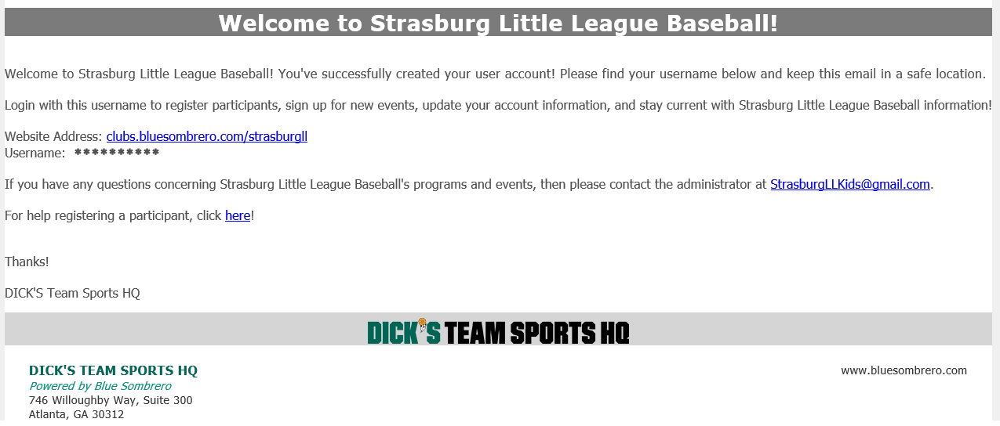 Welcome to Strasburg Little League Baseball!
Welcome to Strasburg Little League Baseball! You've successfully created your user account! Please find your username below and keep this email in a safe location.
Login with this username to register participants, sign up for new events, update your account information, and stay current with Strasburg Little League Baseball information!
Website Address: clubs.bluesombrero.com/strasburgll
Username: **********
If you have any questions concerning Strasburg Little League Baseball's programs and events, then please contact the administrator at StrasburgLLKids@gmail.com.
For help registering a participant, click here!
Thanks!
DICK'S Team Sports HQ
DICK'S TEAM SPORTS HQ
DICK'S TEAM SPORTS HQ
www.bluesombrero.com
Powered by Blue Sombrero
746 Willoughby Way, Suite 300
Atlanta, GA 30312